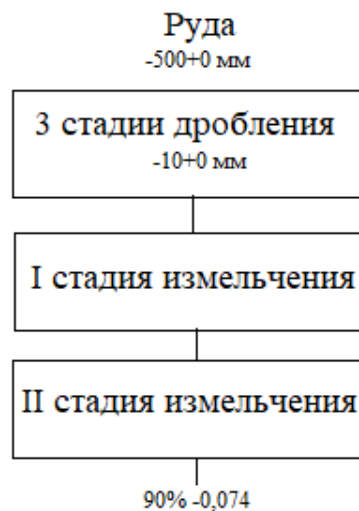 Руда
-500+0 мм
3 стадии дробления
-10+0 мм
I стадия измельчения
II стадия измельчения
90% -0,074